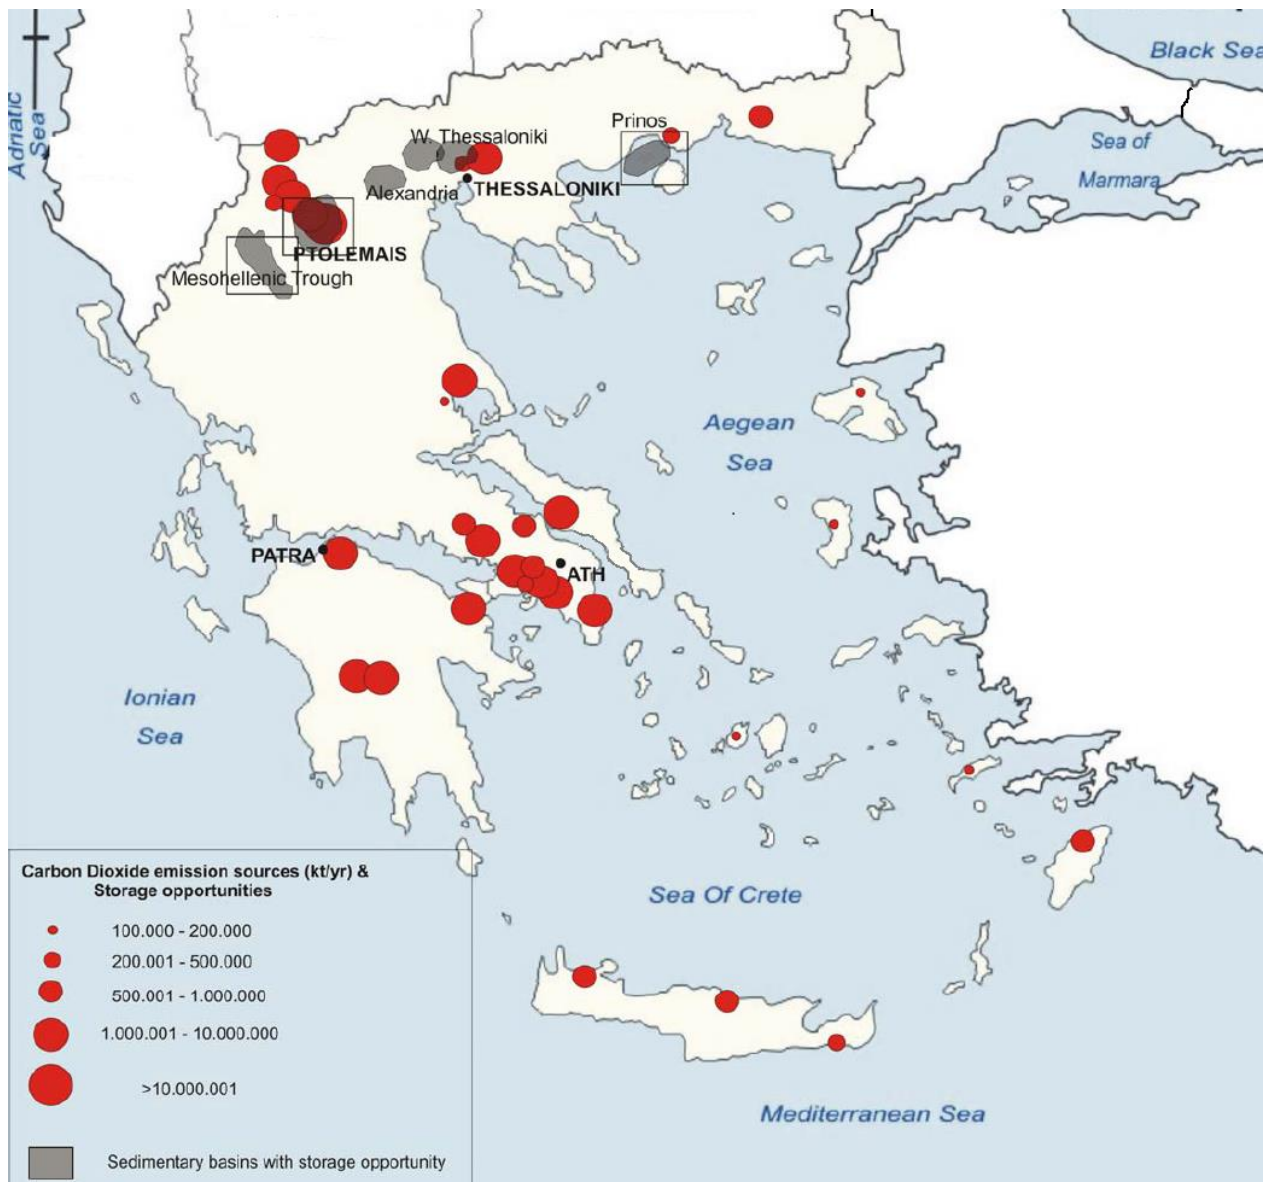 Black Sea
Adriatic
Sea
Prinos
Sea of
Marmara
W. Thessaloniki
Alexandria
THESSALONIKI
PTOLEMAIS
Mesohellenic Trough
Aegean
Sea
PATRA
ATH
Ionian
Sea
Sea Of Crete
Mediterranean Sea
Carbon Dioxide emission sources (kt/yr) &
Storage opportunities
100.000 - 200.000
200.001 - 500.000
500.001 - 1.000.000
1.000.001 - 10.000.000
>10.000.001
Sedimentary basins with storage opportunity